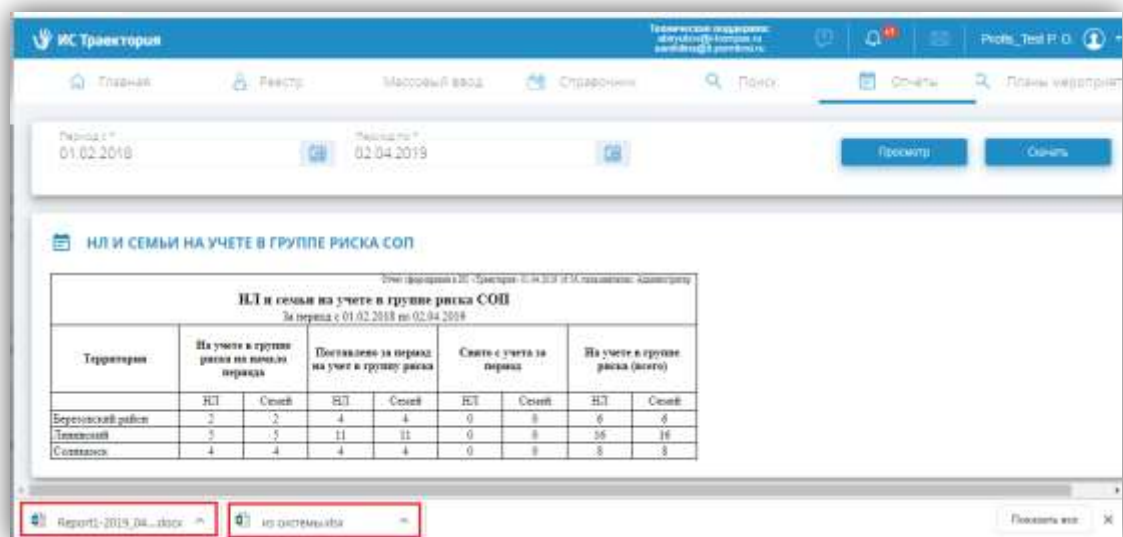 ИС Траектория
Техническая поддержка:
Profis_Test P. O.
Главная Реестр Массовый ввод Справочники Поиск Отчеты Планы мероприят
Период с * Период по *
01.02.2018 02.04.2019 Просмотр Скачать
НЛ И СЕМЬИ НА УЧЕТЕ В ГРУППЕ РИСКА СОП
НЛ и семьи на учете в группе риска СОП
За период с 01.02.2018 по 02.04.2019
Территория
На учете в группе риска на начало периода
Поставлено за период на учет в группу риска
Снято с учета за период
На учете в группе риска (всего)
НЛ Семей НЛ Семей НЛ Семей НЛ Семей
Березовский район 2 2 4 4 0 0 6 6
Ленинский 5 5 11 11 0 0 16 16
Соликамск 4 4 4 4 0 0 8 8
Report1-2019_04....docx из системы.xlsx Показать все